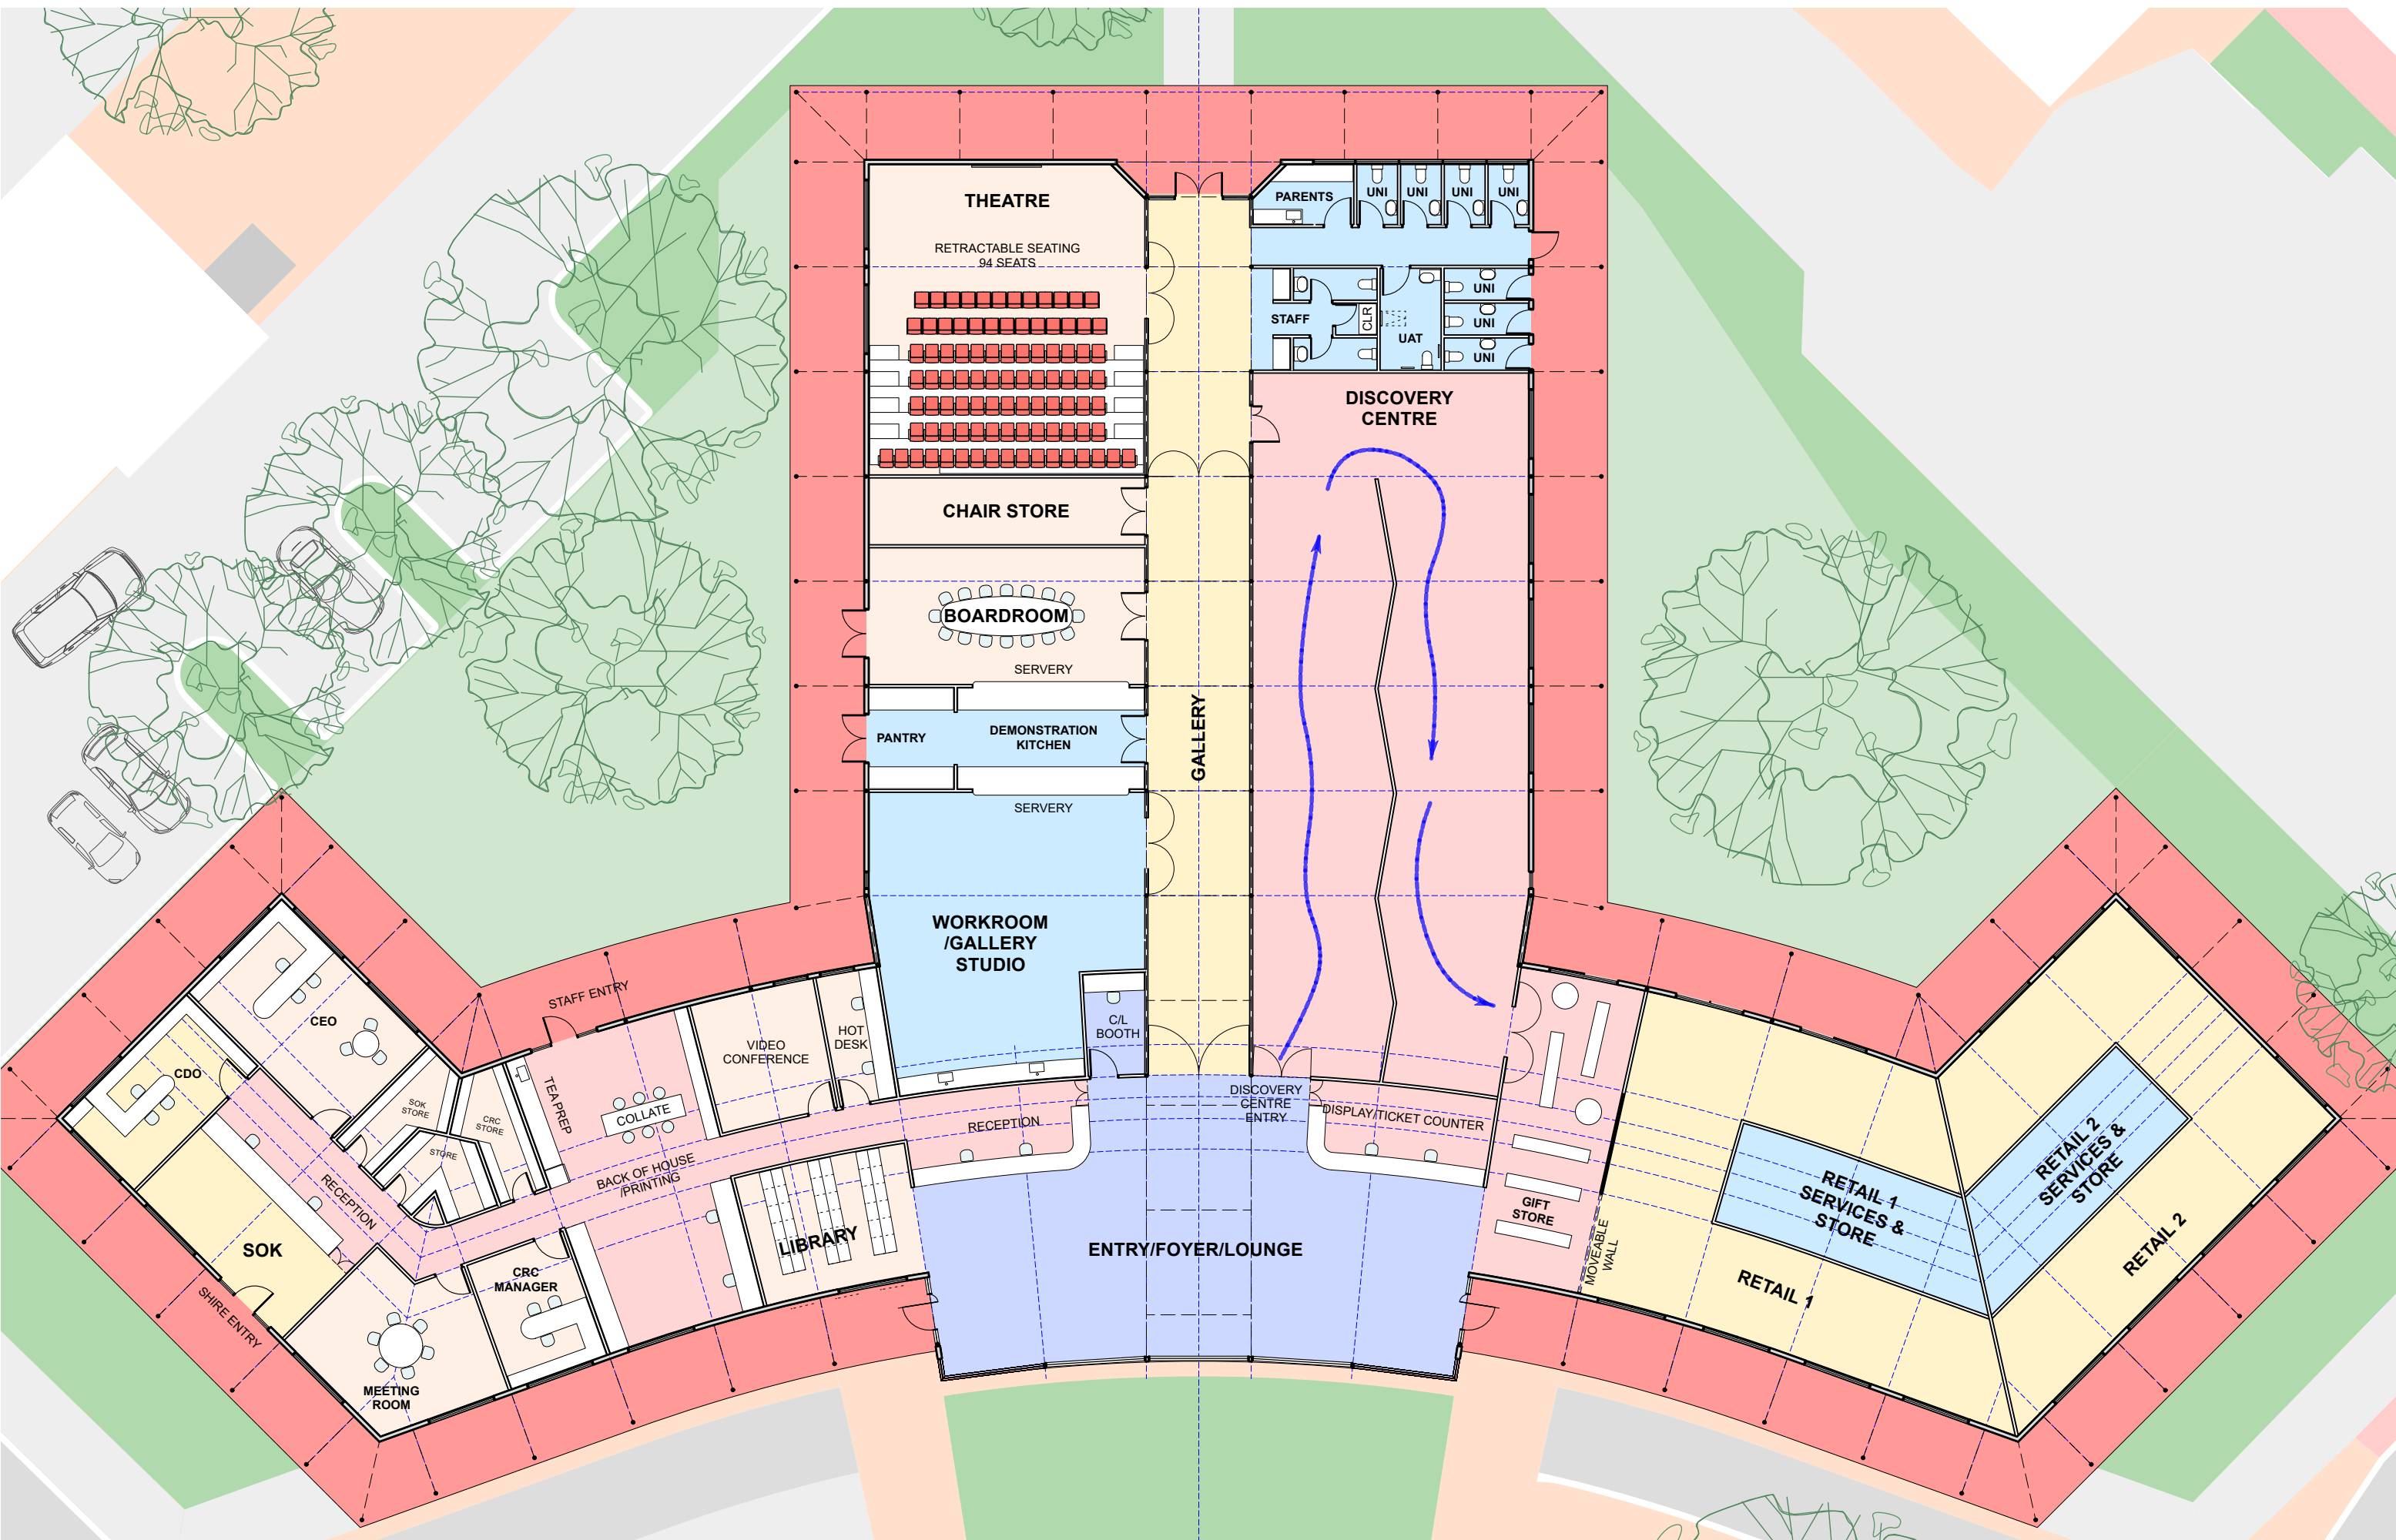 THEATRE
RETRACTABLE SEATING
94 SEATS
PARENTS
UNI
UNI
UNI
UNI
STAFF
CLR
UAT
UNI
UNI
UNI
DISCOVERY
CENTRE
CHAIR STORE
BOARDROOM
SERVERY
PANTRY
DEMONSTRATION
KITCHEN
SERVERY
GALLERY
WORKROOM
/GALLERY
STUDIO
C/L
BOOTH
STAFF ENTRY
CEO
CDO
SOK
STORE
CRC
STORE
STORE
TEA PREP
COLLATE
VIDEO
CONFERENCE
HOT
DESK
RECEPTION
BACK OF HOUSE
/PRINTING
RECEPTION
SOK
SHIRE ENTRY
MEETING
ROOM
CRC
MANAGER
LIBRARY
ENTRY/FOYER/LOUNGE
DISCOVERY
CENTRE
ENTRY
DISPLAY/TICKET COUNTER
GIFT
STORE
MOVEABLE
WALL
RETAIL 1
SERVICES &
STORE
RETAIL 1
RETAIL 2
SERVICES &
STORE
RETAIL 2